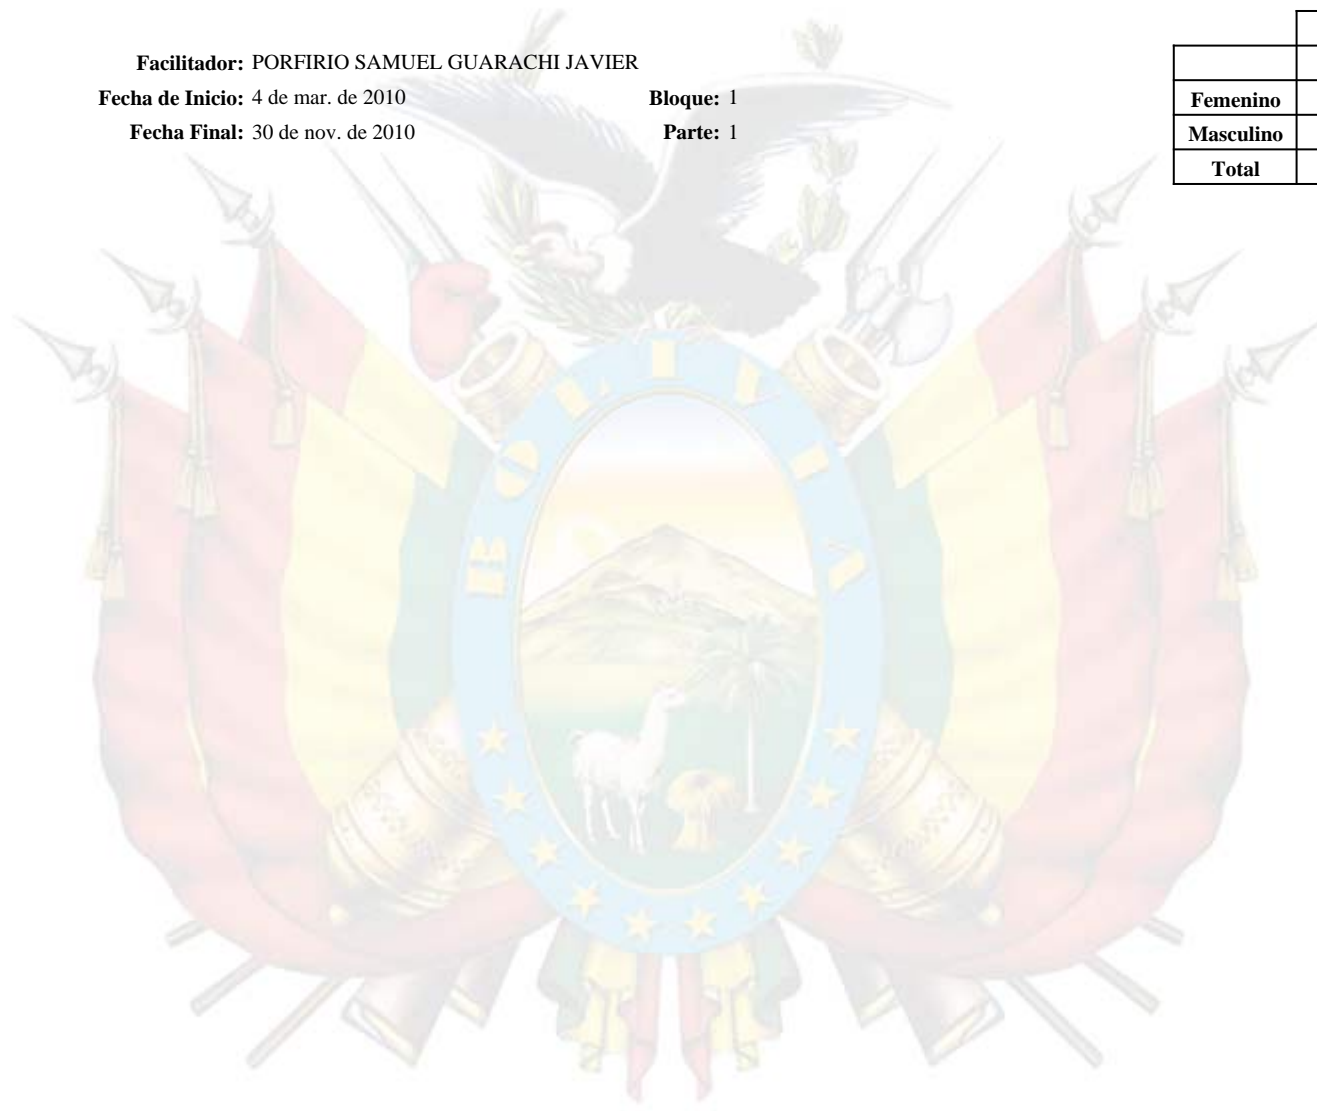 Facilitador: PORFIRIO SAMUEL GUARACHI JAVIER
Fecha de Inicio: 4 de mar. de 2010 Bloque: 1
Fecha Final: 30 de nov. de 2010 Parte: 1
Femenino
Masculino
Total
BOLIVIA